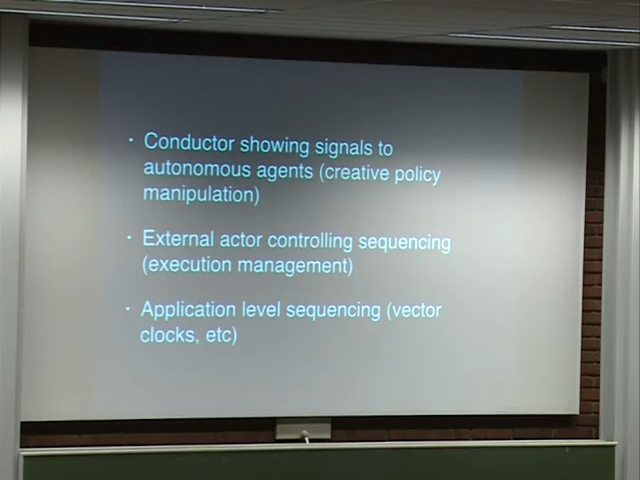 · Conductor showing signals to
autonomous agents (creative policy
manipulation)
· External actor controlling sequencing
(execution management)
· Application level sequencing (vector
clocks, etc)